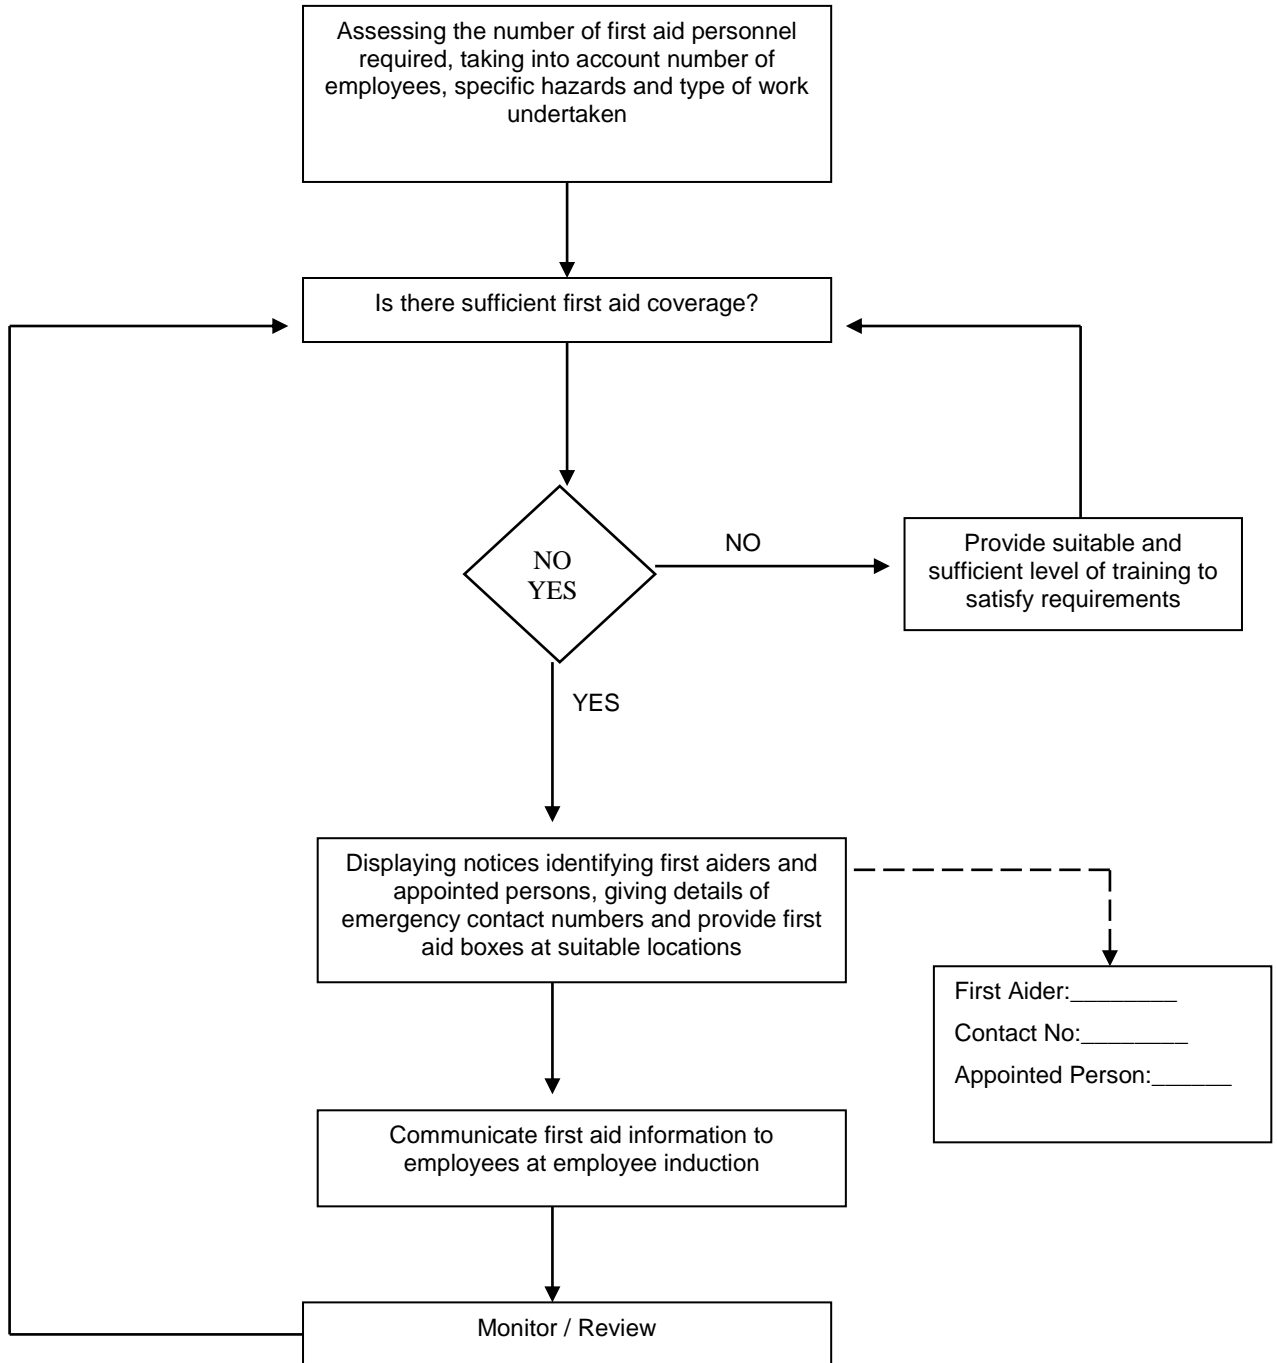 Assessing the number of first aid personnel
required, taking into account number of
employees, specific hazards and type of work
undertaken
Is there sufficient first aid coverage?
NO
YES
NO
Provide suitable and
sufficient level of training to
satisfy requirements
YES
Displaying notices identifying first aiders and
appointed persons, giving details of
emergency contact numbers and provide first
aid boxes at suitable locations
First Aider:________
Contact No:________
Appointed Person:______
Communicate first aid information to
employees at employee induction
Monitor / Review